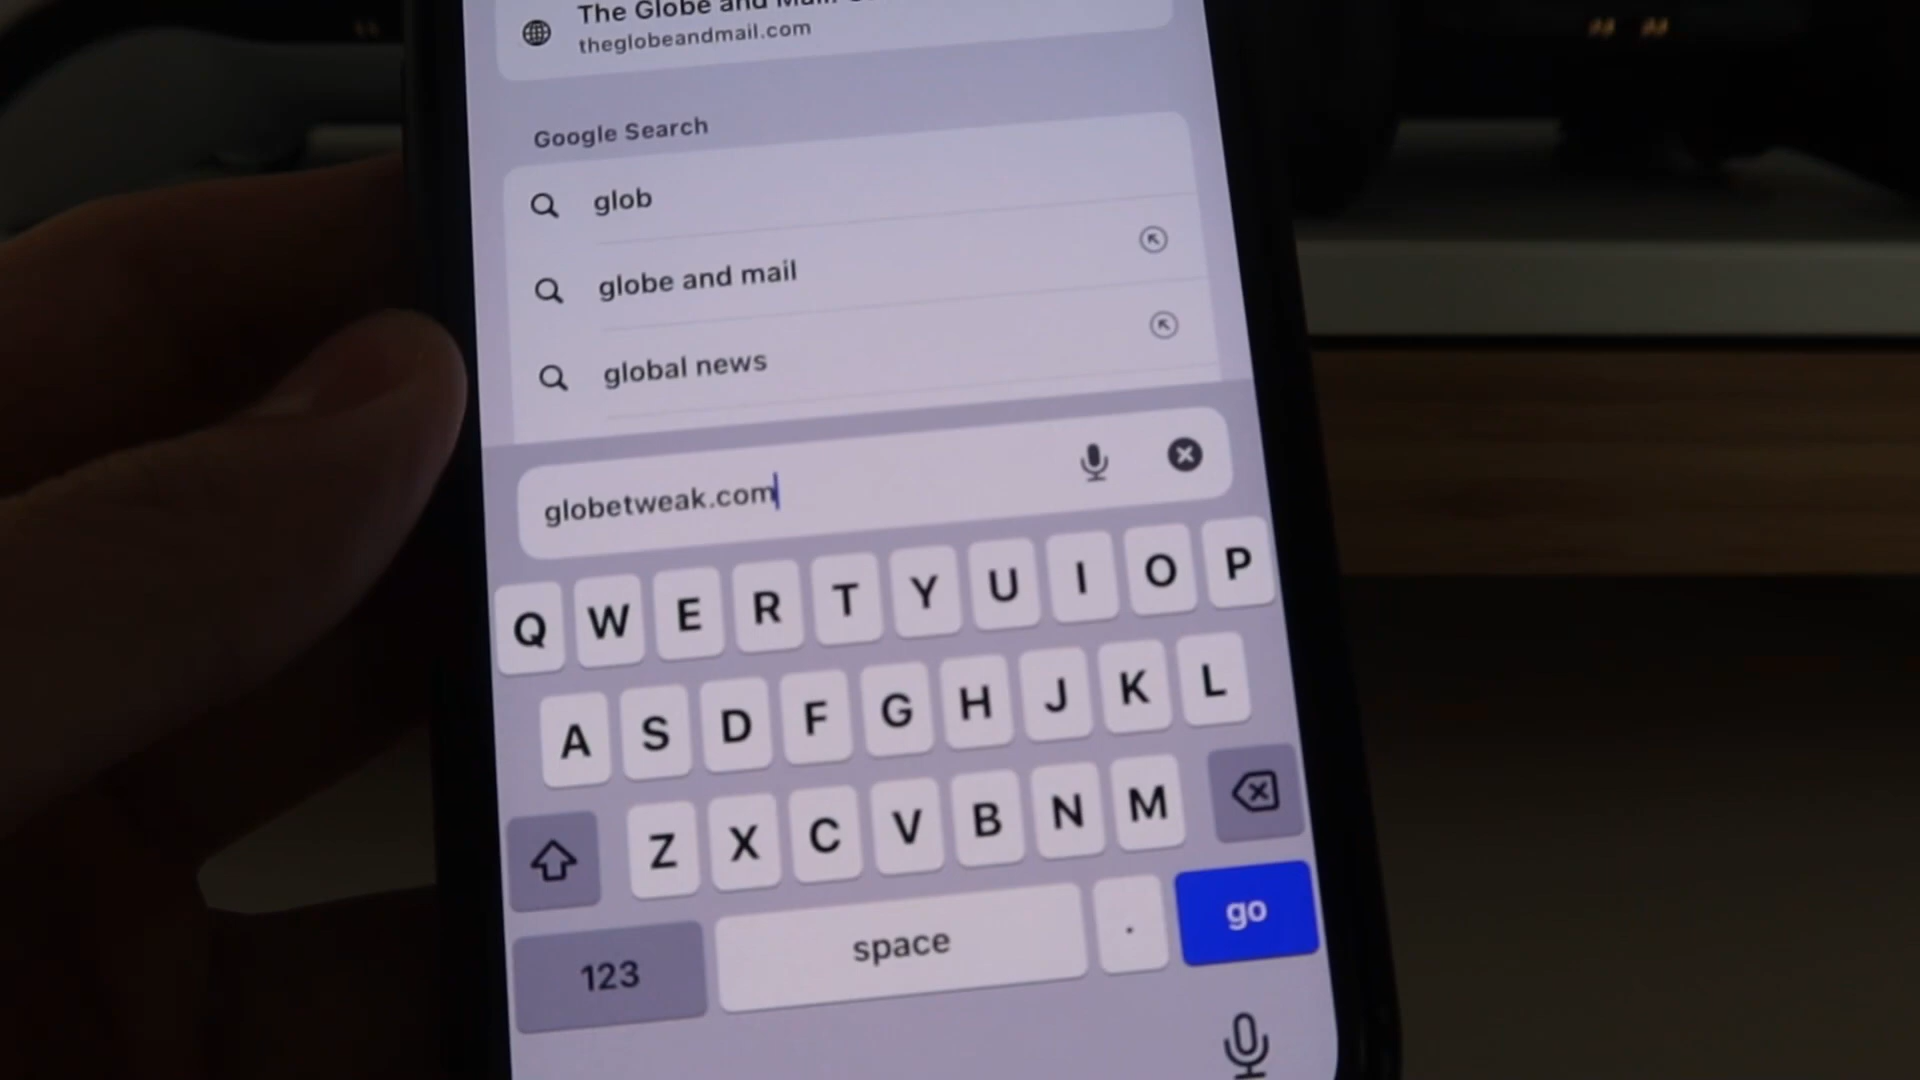 The Globe and Mail
theglobeandmail.com
Google Search
glob
globe and mail
global news
globetweak.com
Q W E R T Y U I O P
A S D F G H J K L
Z X C V B N M
123 space . go